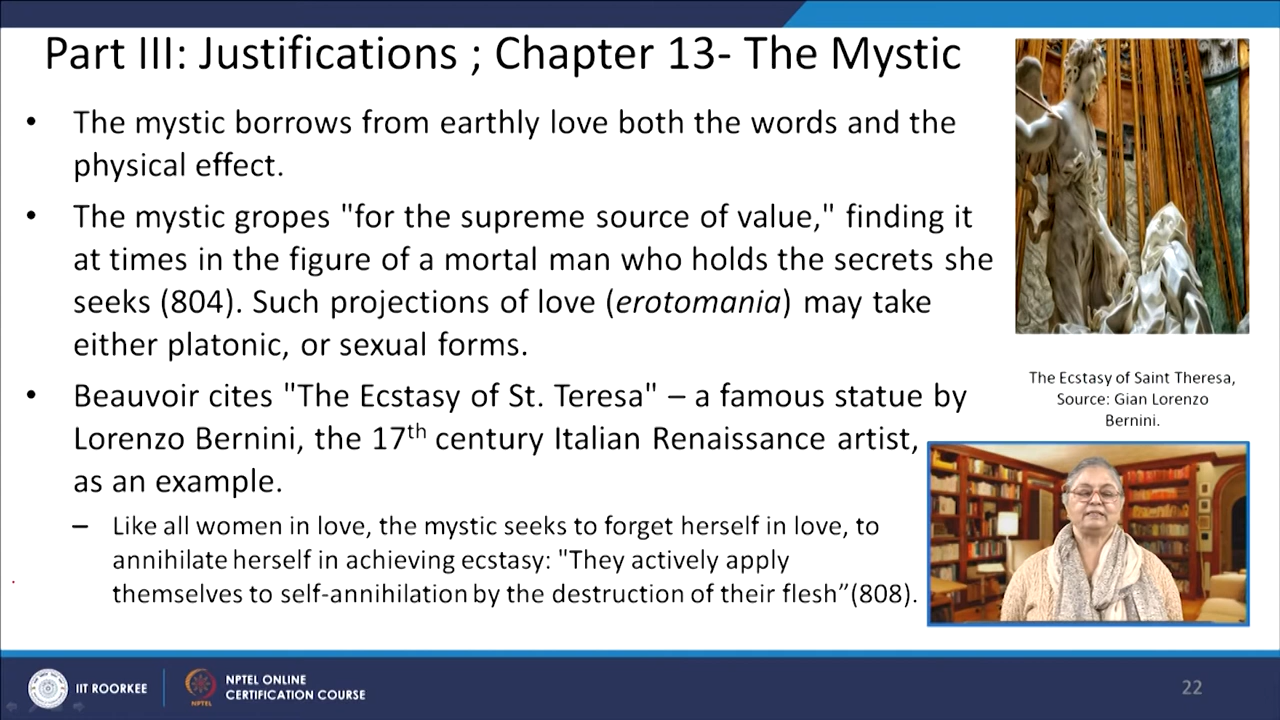 Part III: Justifications ; Chapter 13- The Mystic
• The mystic borrows from earthly love both the words and the
physical effect.
• The mystic gropes "for the supreme source of value," finding it
at times in the figure of a mortal man who holds the secrets she
seeks (804). Such projections of love (erotomania) may take
either platonic, or sexual forms.
• Beauvoir cites "The Ecstasy of St. Teresa" – a famous statue by
Lorenzo Bernini, the 17th century Italian Renaissance artist,
as an example.
– Like all women in love, the mystic seeks to forget herself in love, to
annihilate herself in achieving ecstasy: "They actively apply
themselves to self-annihilation by the destruction of their flesh”(808).
The Ecstasy of Saint Theresa,
Source: Gian Lorenzo
Bernini.
IIT ROORKEE
NPTEL
NPTEL ONLINE
CERTIFICATION COURSE
22